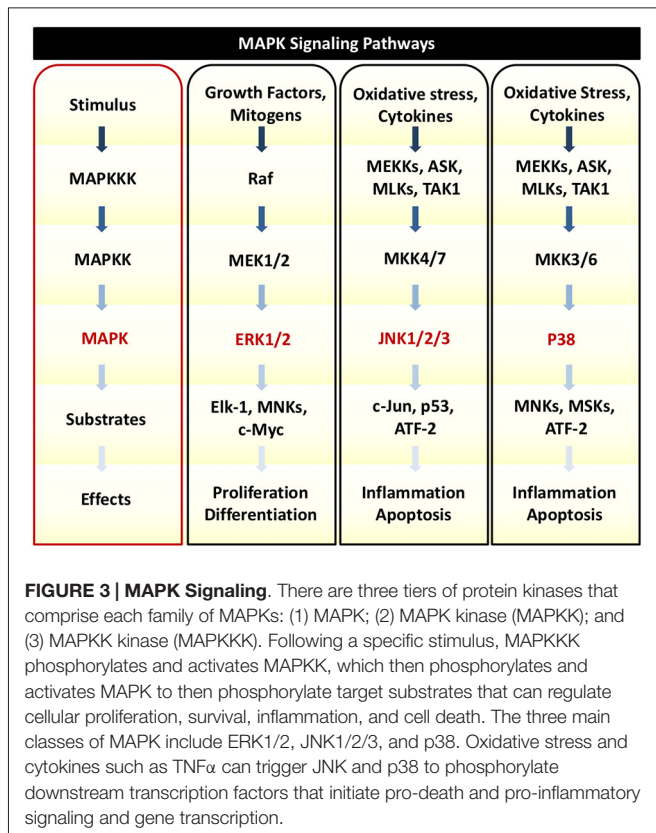 MAPK Signaling Pathways
Stimulus
MAPKKK
MAPKK
MAPK
Substrates
Effects
Growth Factors,
Mitogens
Raf
MEK1/2
ERK1/2
Elk-1, MNKs,
c-Myc
Proliferation
Differentiation
Oxidative stress,
Cytokines
MEKKs, ASK,
MLKs, TAK1
MKK4/7
JNK1/2/3
c-Jun, p53,
ATF-2
Inflammation
Apoptosis
Oxidative Stress,
Cytokines
MEKKs, ASK,
MLKs, TAK1
MKK3/6
P38
MNKs, MSKs,
ATF-2
Inflammation
Apoptosis
FIGURE 3 | MAPK Signaling. There are three tiers of protein kinases that
comprise each family of MAPKs: (1) MAPK; (2) MAPK kinase (MAPKK); and
(3) MAPKK kinase (MAPKKK). Following a specific stimulus, MAPKKK
phosphorylates and activates MAPKK, which then phosphorylates and
activates MAPK to then phosphorylate target substrates that can regulate
cellular proliferation, survival, inflammation, and cell death. The three main
classes of MAPK include ERK1/2, JNK1/2/3, and p38. Oxidative stress and
cytokines such as TNFα can trigger JNK and p38 to phosphorylate
downstream transcription factors that initiate pro-death and pro-inflammatory
signaling and gene transcription.